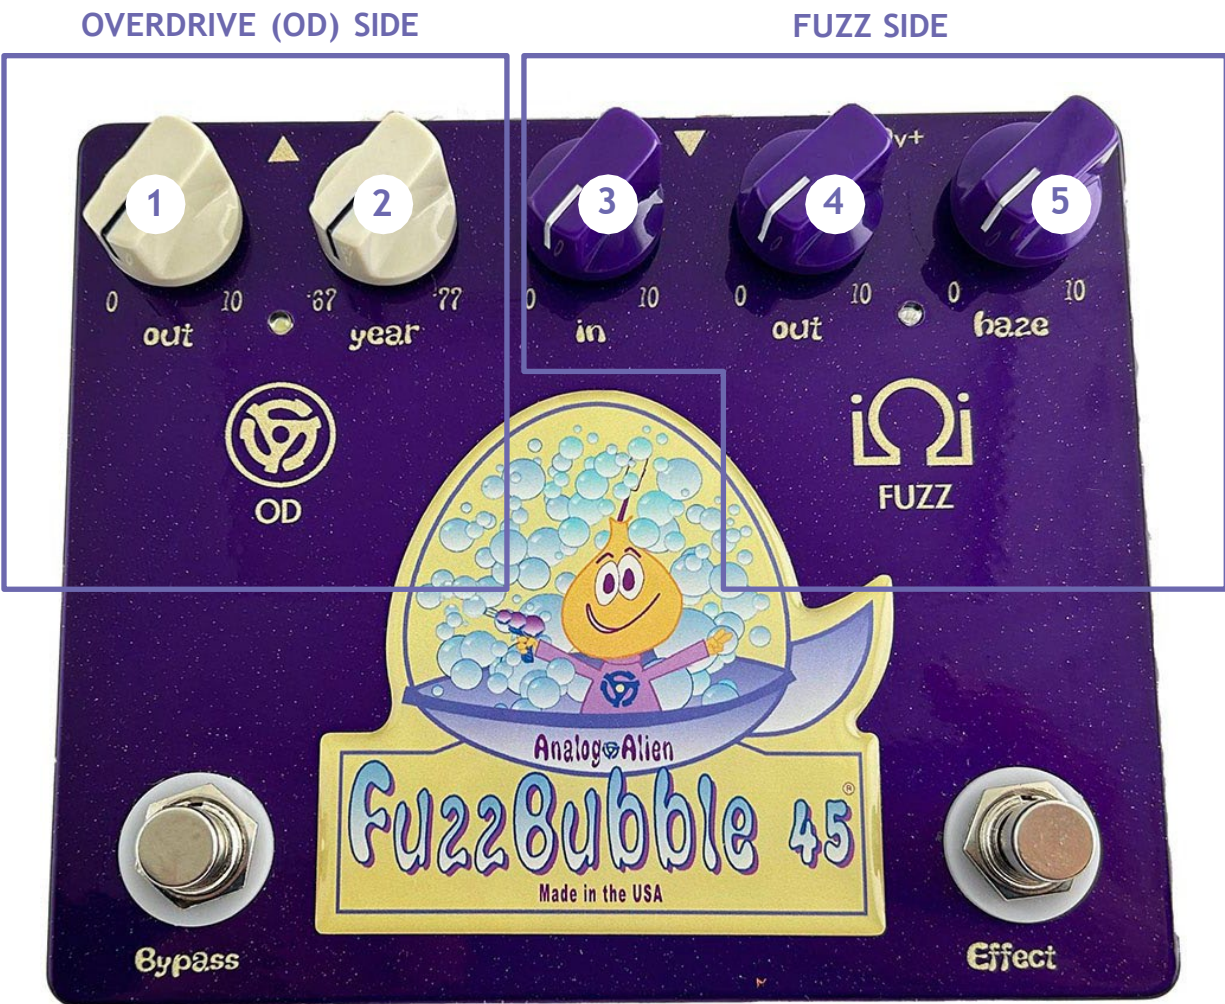 OVERDRIVE (OD) SIDE
FUZZ SIDE
v+
1
2
3
4
5
0 10
out
'67 '77
year
0 10
in
0 10
out
0 10
haze
OD
FUZZ
Analog Alien
FuzzBubble 45®
Made in the USA
Bypass
Effect